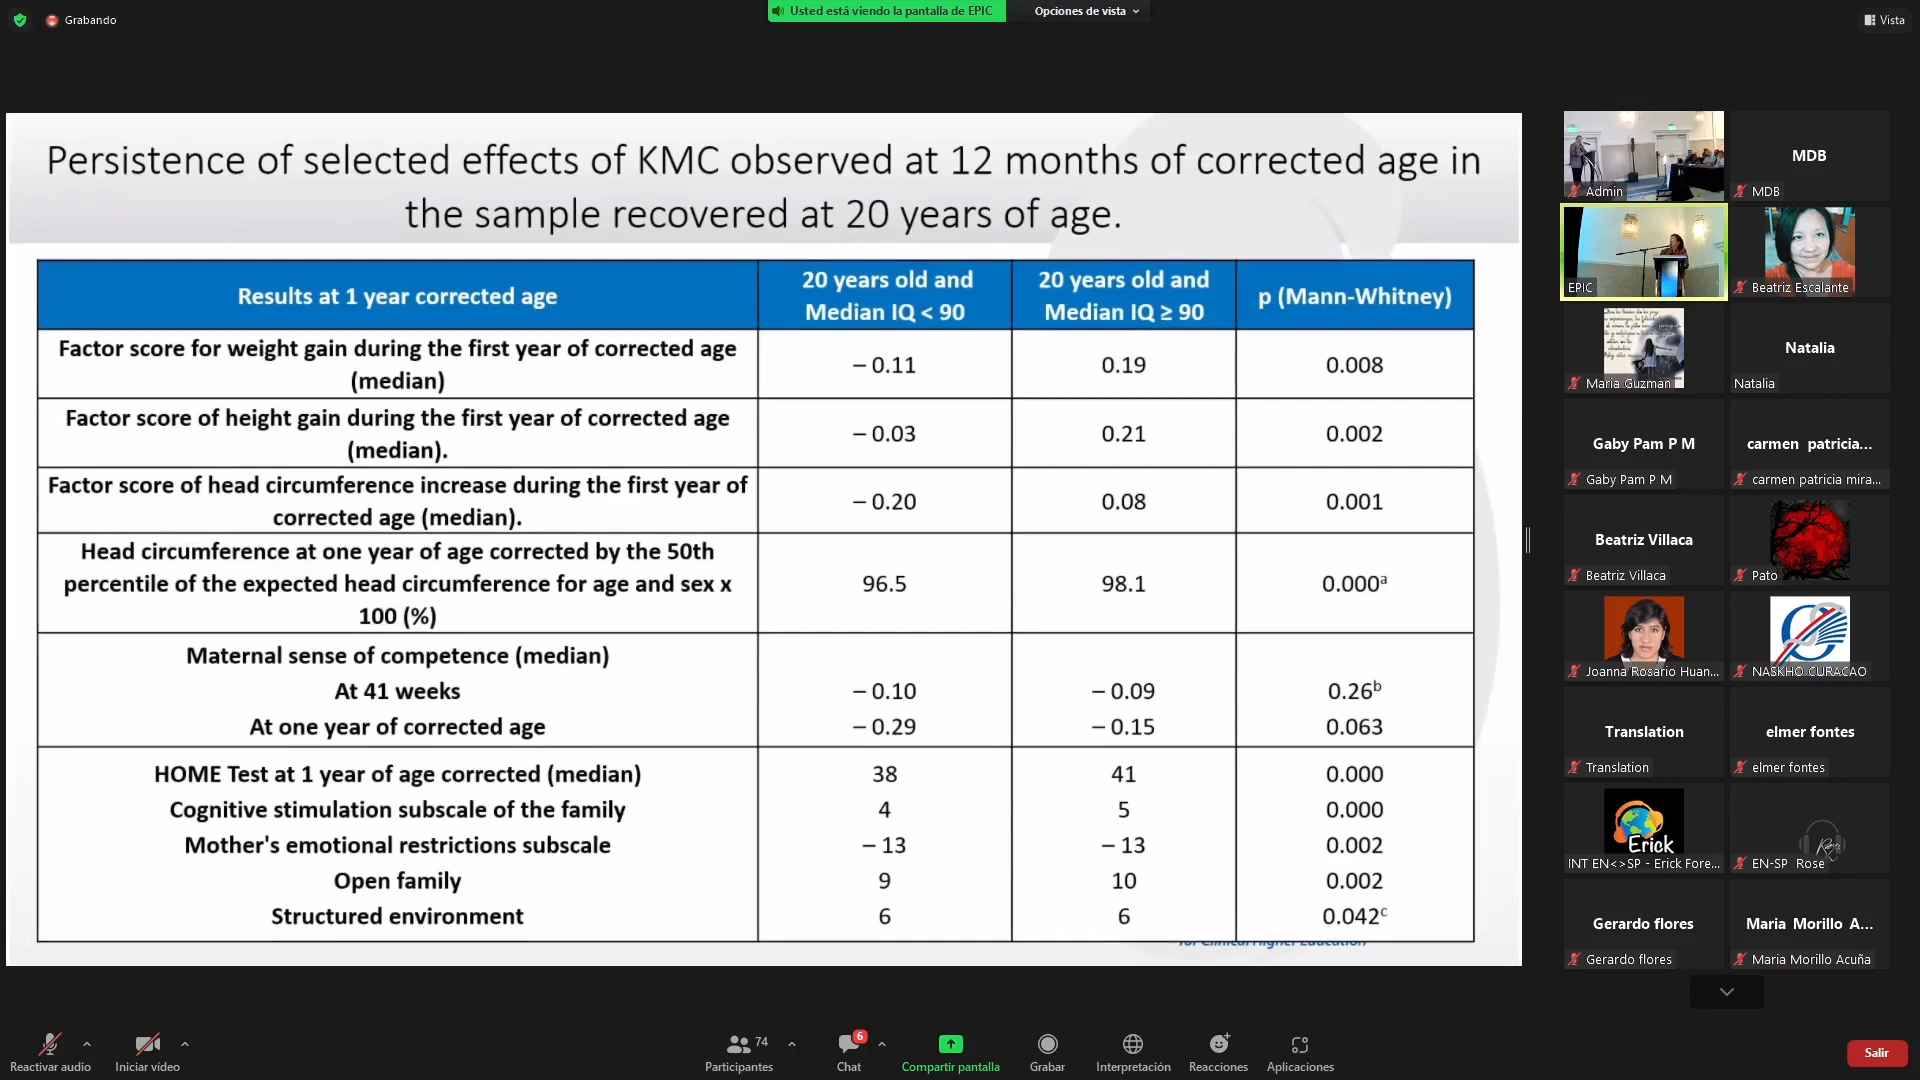 Grabando
Usted está viendo la pantalla de EPIC
Opciones de vista
Vista
Persistence of selected effects of KMC observed at 12 months of corrected age in
the sample recovered at 20 years of age.
Results at 1 year corrected age
20 years old and
Median IQ < 90
20 years old and
Median IQ ≥ 90
p (Mann-Whitney)
Factor score for weight gain during the first year of corrected age
(median)
– 0.11
0.19
0.008
Factor score of height gain during the first year of corrected age
(median).
– 0.03
0.21
0.002
Factor score of head circumference increase during the first year of
corrected age (median).
– 0.20
0.08
0.001
Head circumference at one year of age corrected by the 50th
percentile of the expected head circumference for age and sex x
100 (%)
96.5
98.1
0.000ᵃ
Maternal sense of competence (median)
At 41 weeks
– 0.10
– 0.09
0.26ᵇ
At one year of corrected age
– 0.29
– 0.15
0.063
HOME Test at 1 year of age corrected (median)
38
41
0.000
Cognitive stimulation subscale of the family
4
5
0.000
Mother's emotional restrictions subscale
– 13
– 13
0.002
Open family
9
10
0.002
Structured environment
6
6
0.042ᶜ
for Clinical Higher Education
Admin
MDB
MDB
EPIC
Beatriz Escalante
Maria Guzman
Natalia
Natalia
Gaby Pam P M
Gaby Pam P M
carmen patricia...
carmen patricia mira...
Beatriz Villaca
Beatriz Villaca
Pato
Joanna Rosario Huan...
NASKHO CURACAO
Translation
Translation
elmer fontes
elmer fontes
Erick
INT EN<>SP - Erick Fore...
EN-SP Rose
Gerardo flores
Gerardo flores
Maria Morillo A...
Maria Morillo Acuña
Reactivar audio
Iniciar vídeo
74
Participantes
6
Chat
Compartir pantalla
Grabar
Interpretación
Reacciones
Aplicaciones
Salir